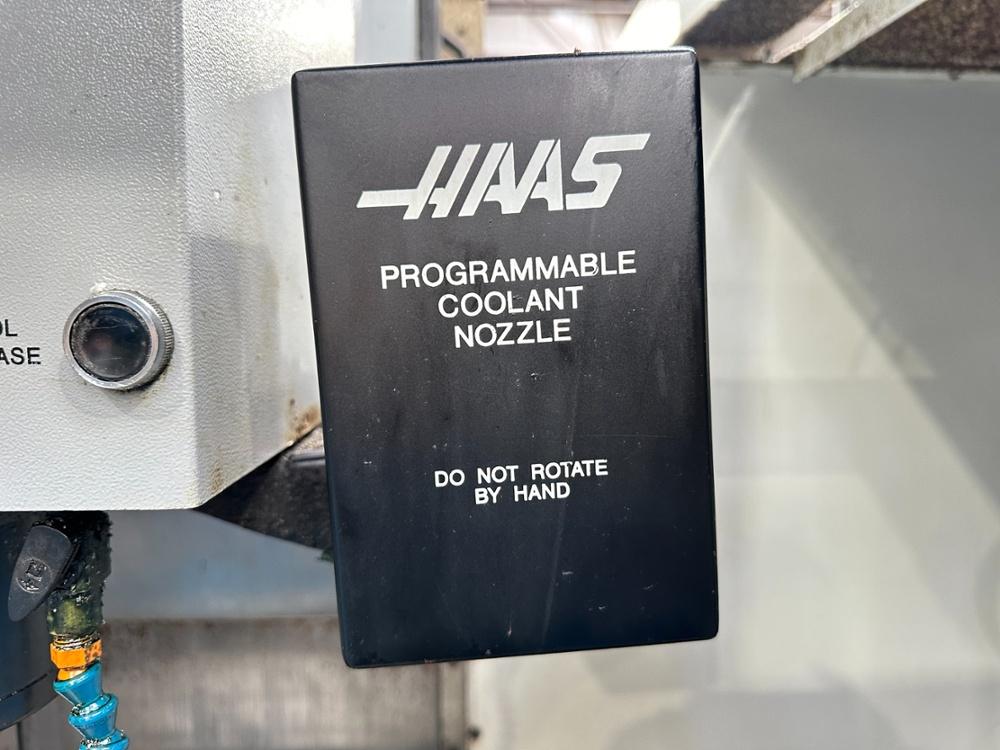 HAAS
PROGRAMMABLE
COOLANT
NOZZLE
DO NOT ROTATE
BY HAND